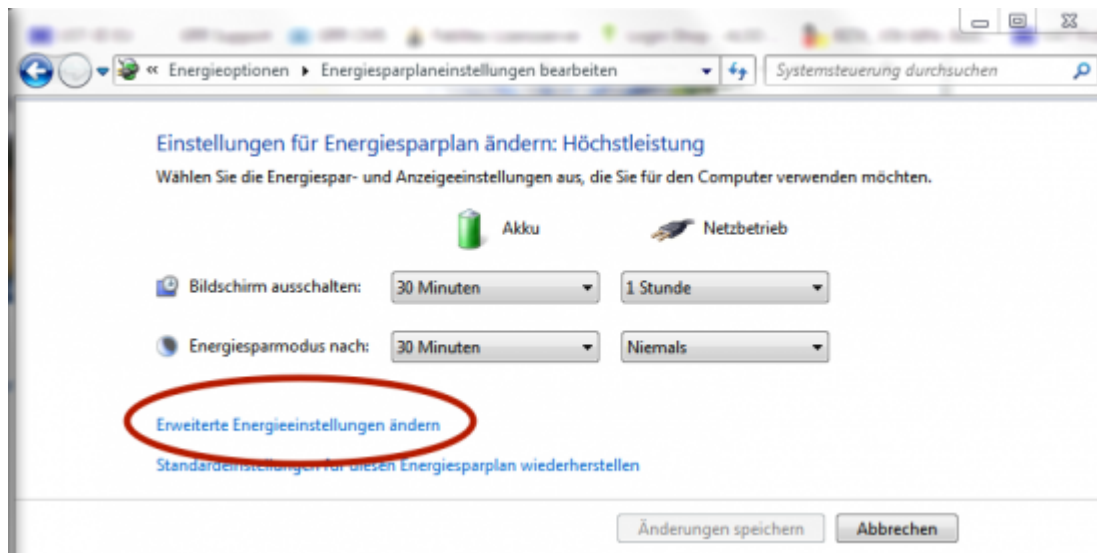 « Energieoptionen ▸ Energiesparplaneinstellungen bearbeiten Systemsteuerung durchsuchen
Einstellungen für Energiesparplan ändern: Höchstleistung
Wählen Sie die Energiespar- und Anzeigeeinstellungen aus, die Sie für den Computer verwenden möchten.
Akku Netzbetrieb
Bildschirm ausschalten: 30 Minuten 1 Stunde
Energiesparmodus nach: 30 Minuten Niemals
Erweiterte Energieeinstellungen ändern
Standardeinstellungen für diesen Energiesparplan wiederherstellen
Änderungen speichern Abbrechen